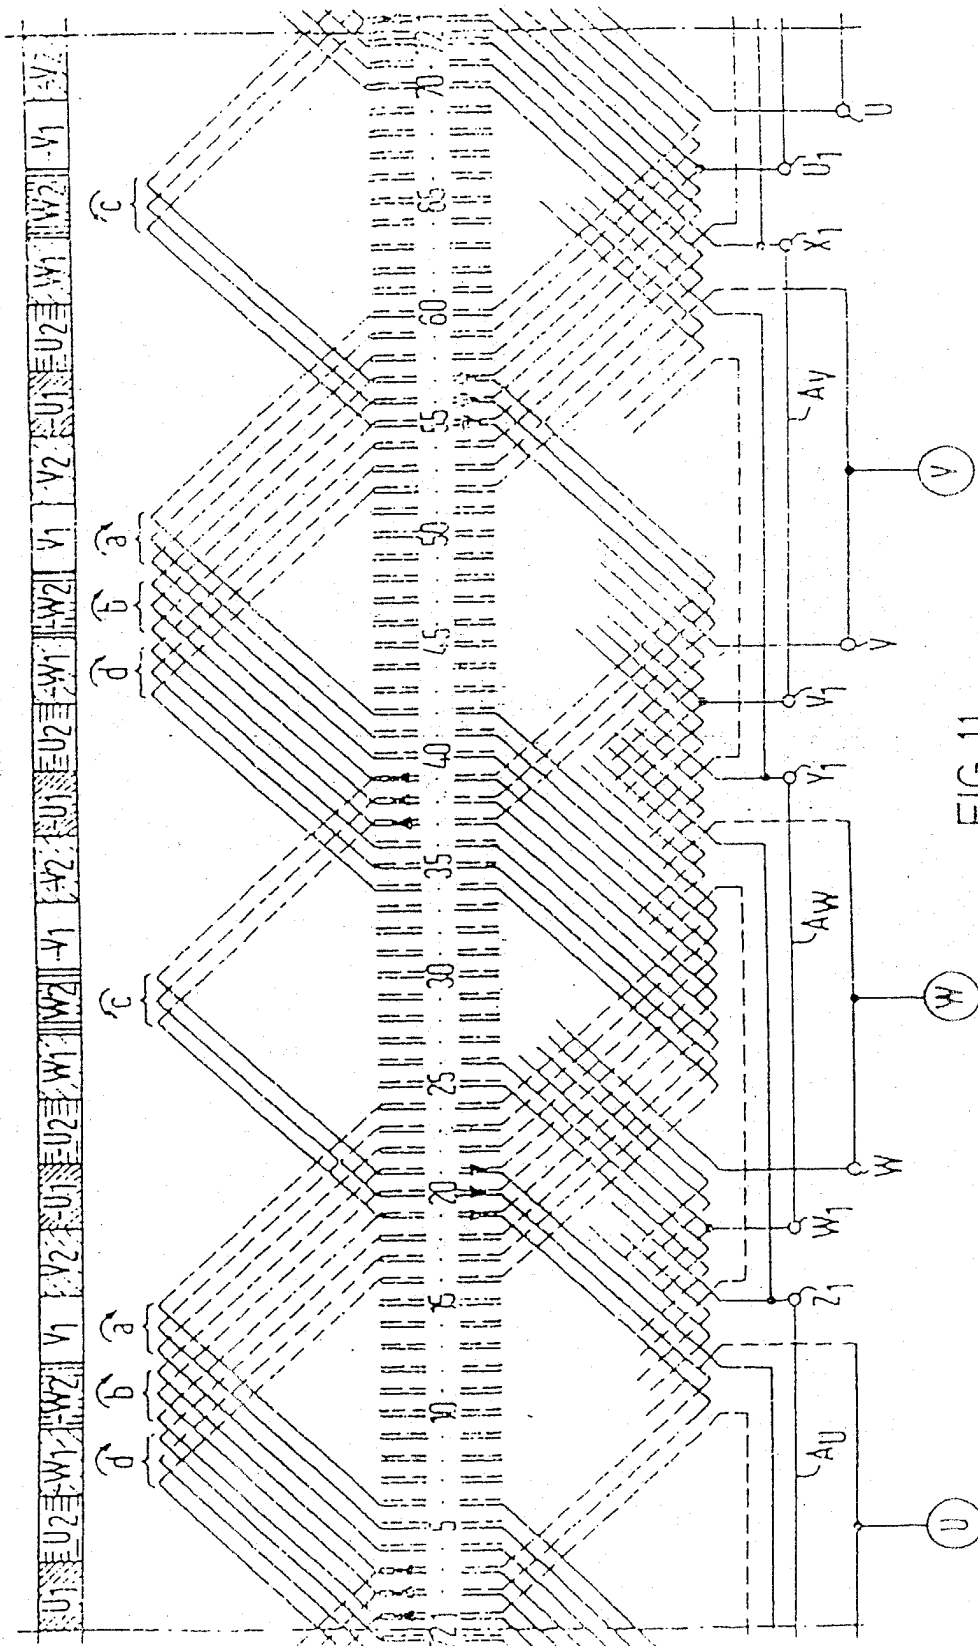 U1 U2 -W1 -W2 V1 V2 -U1 -U2 W1 W2 -V1 -V2 U1 U2 -W1 -W2 V1 V2 -U1 -U2 W1 W2 -V1 -V2
d b a c d b a c
1 5 10 15 20 25 30 35 40 45 50 55 60 65 70 72
AU Z1 W1 AW Y1 V1 AV X1 U1
W V U
U W V
FIG. 11